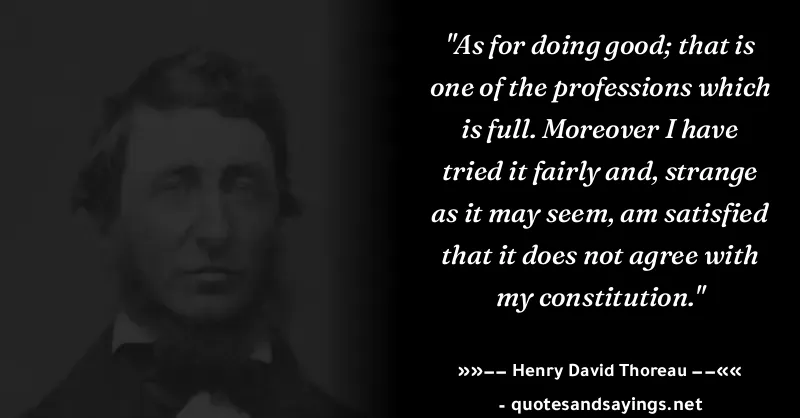 "As for doing good; that is
one of the professions which
is full. Moreover I have
tried it fairly and, strange
as it may seem, am satisfied
that it does not agree with
my constitution."
»»–– Henry David Thoreau ––««
- quotesandsayings.net